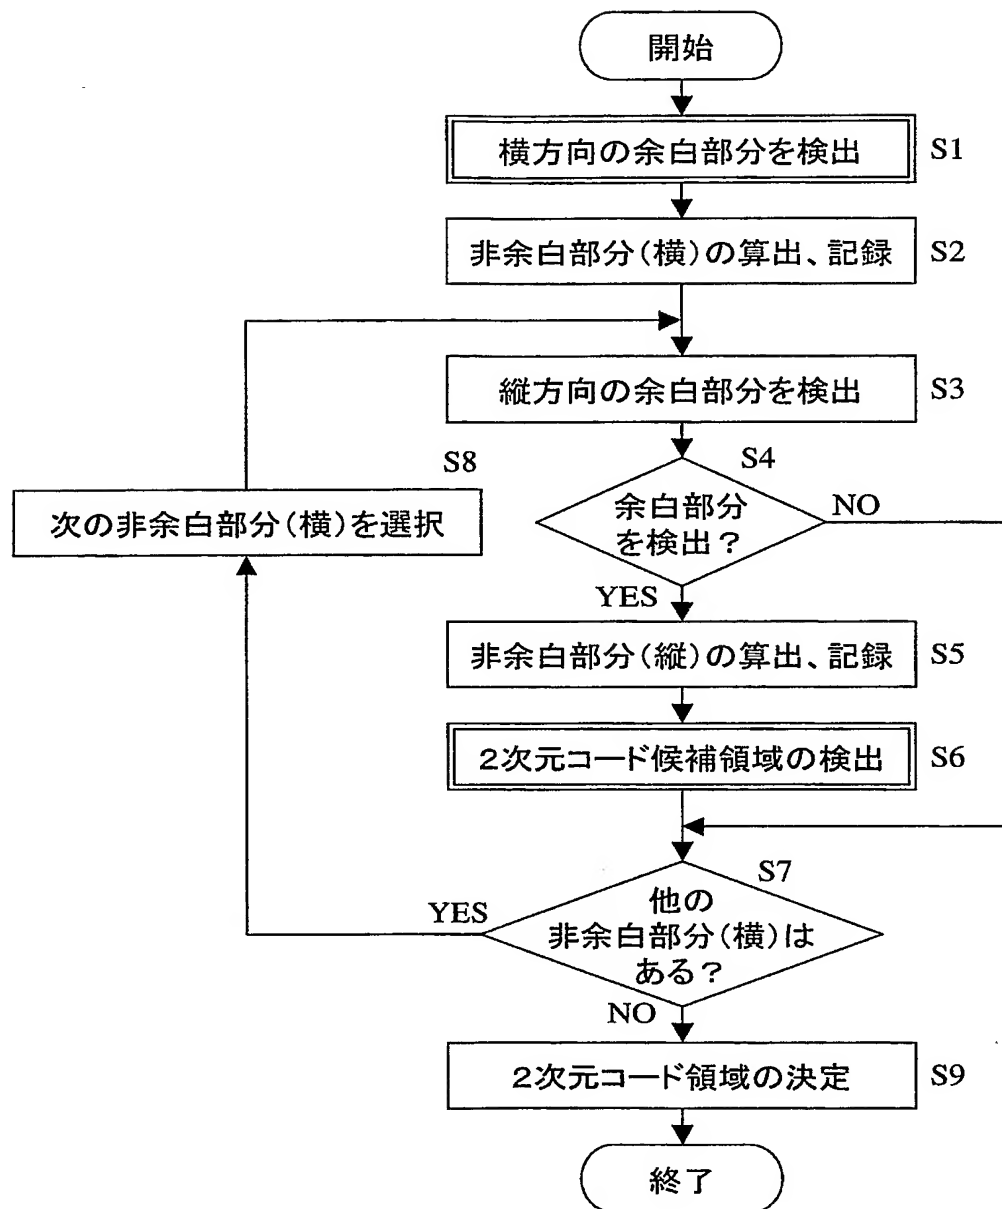 開始
横方向の余白部分を検出 S1
非余白部分(横)の算出、記録 S2
縦方向の余白部分を検出 S3
S8
S4
次の非余白部分(横)を選択
余白部分
を検出?
NO
YES
非余白部分(縦)の算出、記録 S5
2次元コード候補領域の検出 S6
S7
YES
他の
非余白部分(横)は
ある?
NO
2次元コード領域の決定 S9
終了